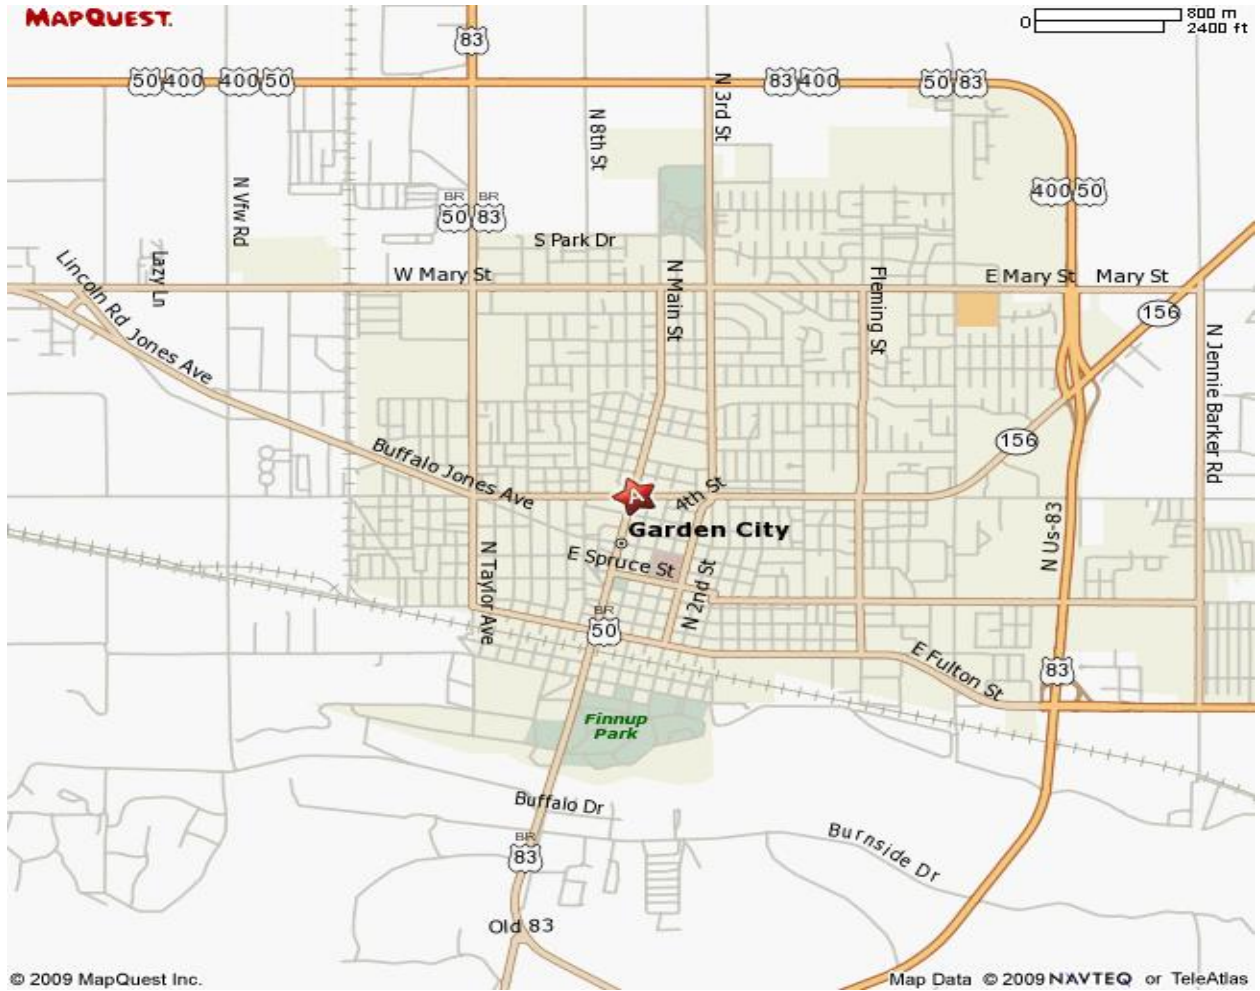 MAPQUEST.
0 800 m
2400 ft
83
50 400 400 50
83 400
50 83
N 3rd St
N 8th St
N Vfw Rd
400 50
BR BR
50 83
S Park Dr
Lazy Ln
W Mary St
N Main St
Fleming St
E Mary St
Mary St
156
Lincoln Rd
Jones Ave
N Jennie Barker Rd
156
Buffalo Jones Ave
A
4th St
Garden City
N US-83
E Spruce St
N Taylor Ave
N 2nd St
BR
50
E Fulton St
83
Finnup
Park
Buffalo Dr
Burnside Dr
BR
83
Old 83
© 2009 MapQuest Inc.
Map Data © 2009 NAVTEQ or TeleAtlas